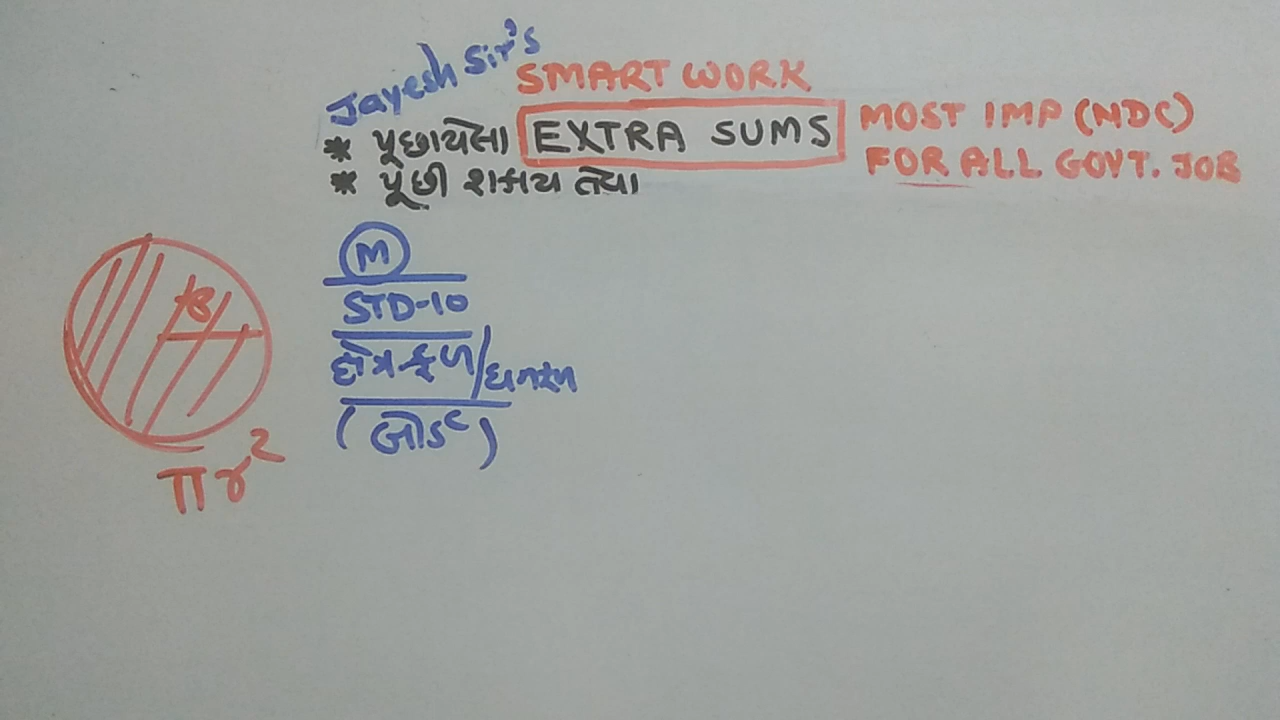 Jayesh Sir's
SMART WORK
* પૂછાયેલા EXTRA SUMS
* પૂછી શકાય તેવા
MOST IMP (NDC)
FOR ALL GOVT. JOB
M
STD-10
ક્ષેત્રફળ/ઘનફળ
(બોર્ડ)
πr²